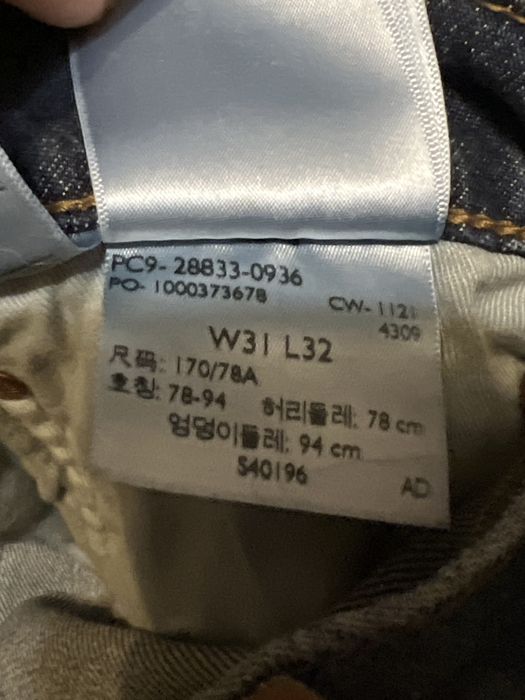 PC9- 28833-0936
PO- 1000373678
CW- 1121
4309
W31 L32
尺码: 170/78A
호칭: 78-94 허리둘레: 78 cm
엉덩이둘레: 94 cm
S40196
AD